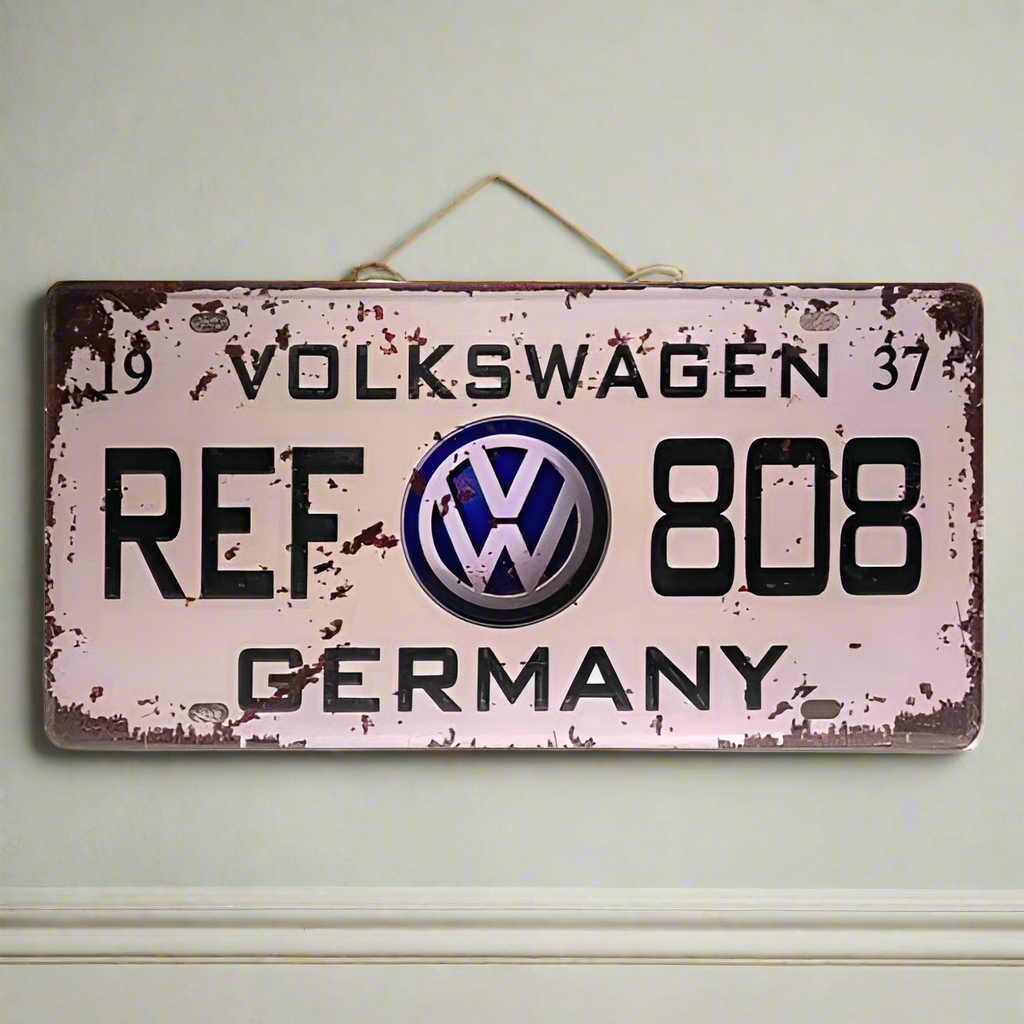 19 VOLKSWAGEN 37
REF 808
GERMANY